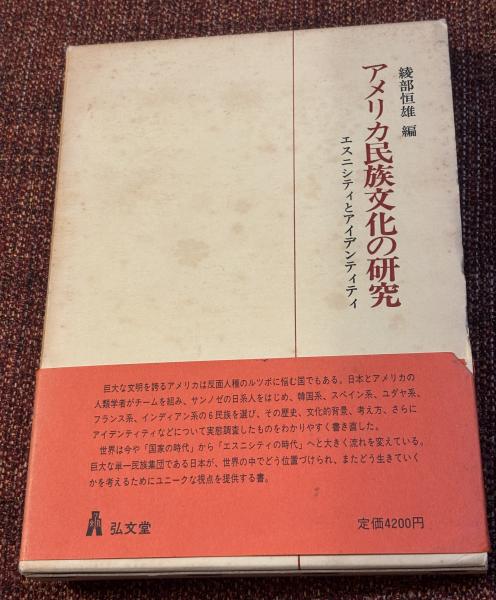 綾部恒雄 編
アメリカ民族文化の研究
エスニシティとアイデンティティ
巨大な文明を誇るアメリカは反面人種のルツボに悩む国でもある。日本とアメリカの
人類学者がチームを組み、サンノゼの日系人をはじめ、韓国系、スペイン系、ユダヤ系、
フランス系、インディアン系の6民族を選び、その歴史、文化的背景、考え方、さらに
アイデンティティなどについて実態調査したものをわかりやすく書き直した。
世界は今や「国家の時代」から「エスニシティの時代」へと大きく流れを変えている。
巨大な単一民族集団である日本が、世界の中でどう位置づけられ、またどう生きていく
かを考えるためにユニークな視点を提供する書。
弘文堂
定価4200円